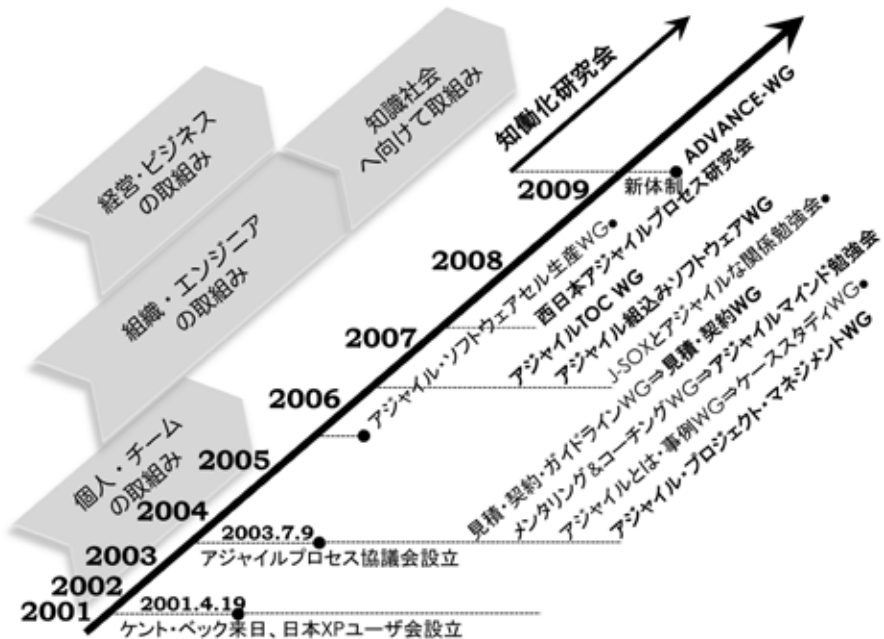 知働化研究会
ADVANCE-WG
知識社会
へ向けて取組み
経営・ビジネス
の取組み
2009
新体制
西日本アジャイルプロセス研究会
アジャイル・ソフトウェアセル生産WG
組織・エンジニア
の取組み
2008
アジャイルTOC WG
アジャイル組込みソフトウェアWG
J-SOXとアジャイルな関係勉強会
2007
2006
見積・契約・ガイドラインWG⇒見積・契約WG
メンタリング&コーチングWG⇒アジャイルマインド勉強会
アジャイルとは・事例WG⇒ケーススタディWG
アジャイル・プロジェクト・マネジメントWG
個人・チーム
の取組み
2005
2004
2003.7.9
2003
アジャイルプロセス協議会設立
2002
2001
2001.4.19
ケント・ベック来日、日本XPユーザ会設立